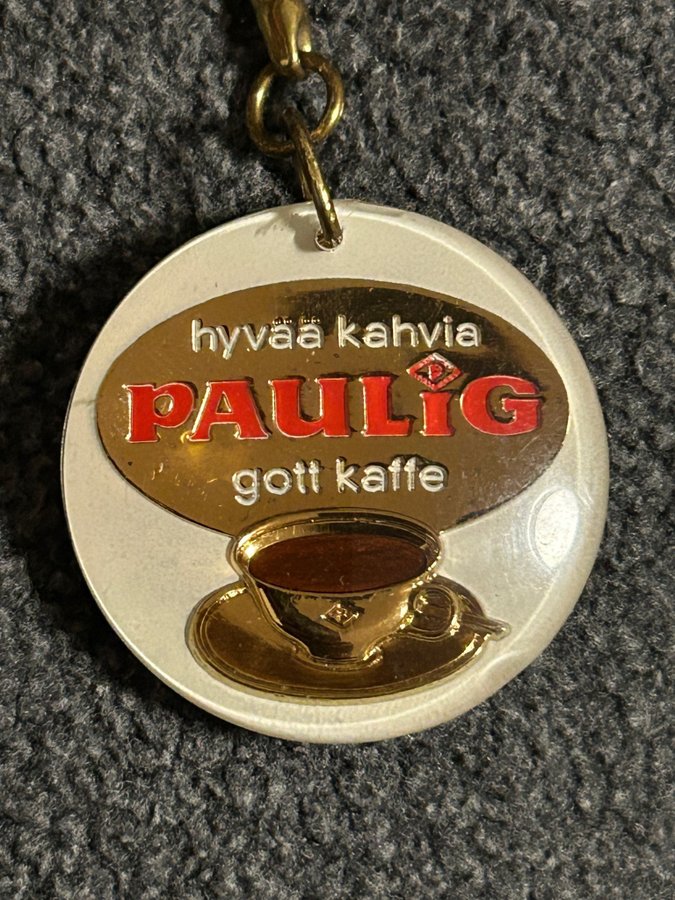 hyvää kahvia
PAULiG
P
gott kaffe